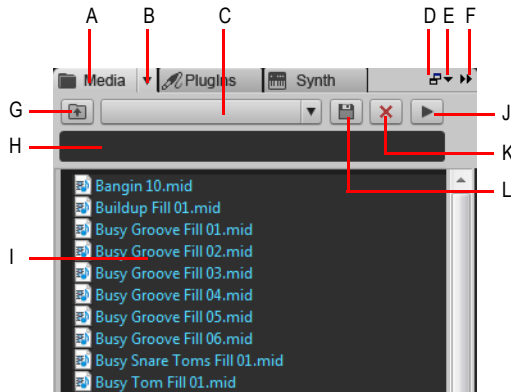 A B C D E F
Media PlugIns Synth
G J
H K
L
Bangin 10.mid
Buildup Fill 01.mid
Busy Groove Fill 01.mid
I Busy Groove Fill 02.mid
Busy Groove Fill 03.mid
Busy Groove Fill 04.mid
Busy Groove Fill 05.mid
Busy Groove Fill 06.mid
Busy Snare Toms Fill 01.mid
Busy Tom Fill 01.mid